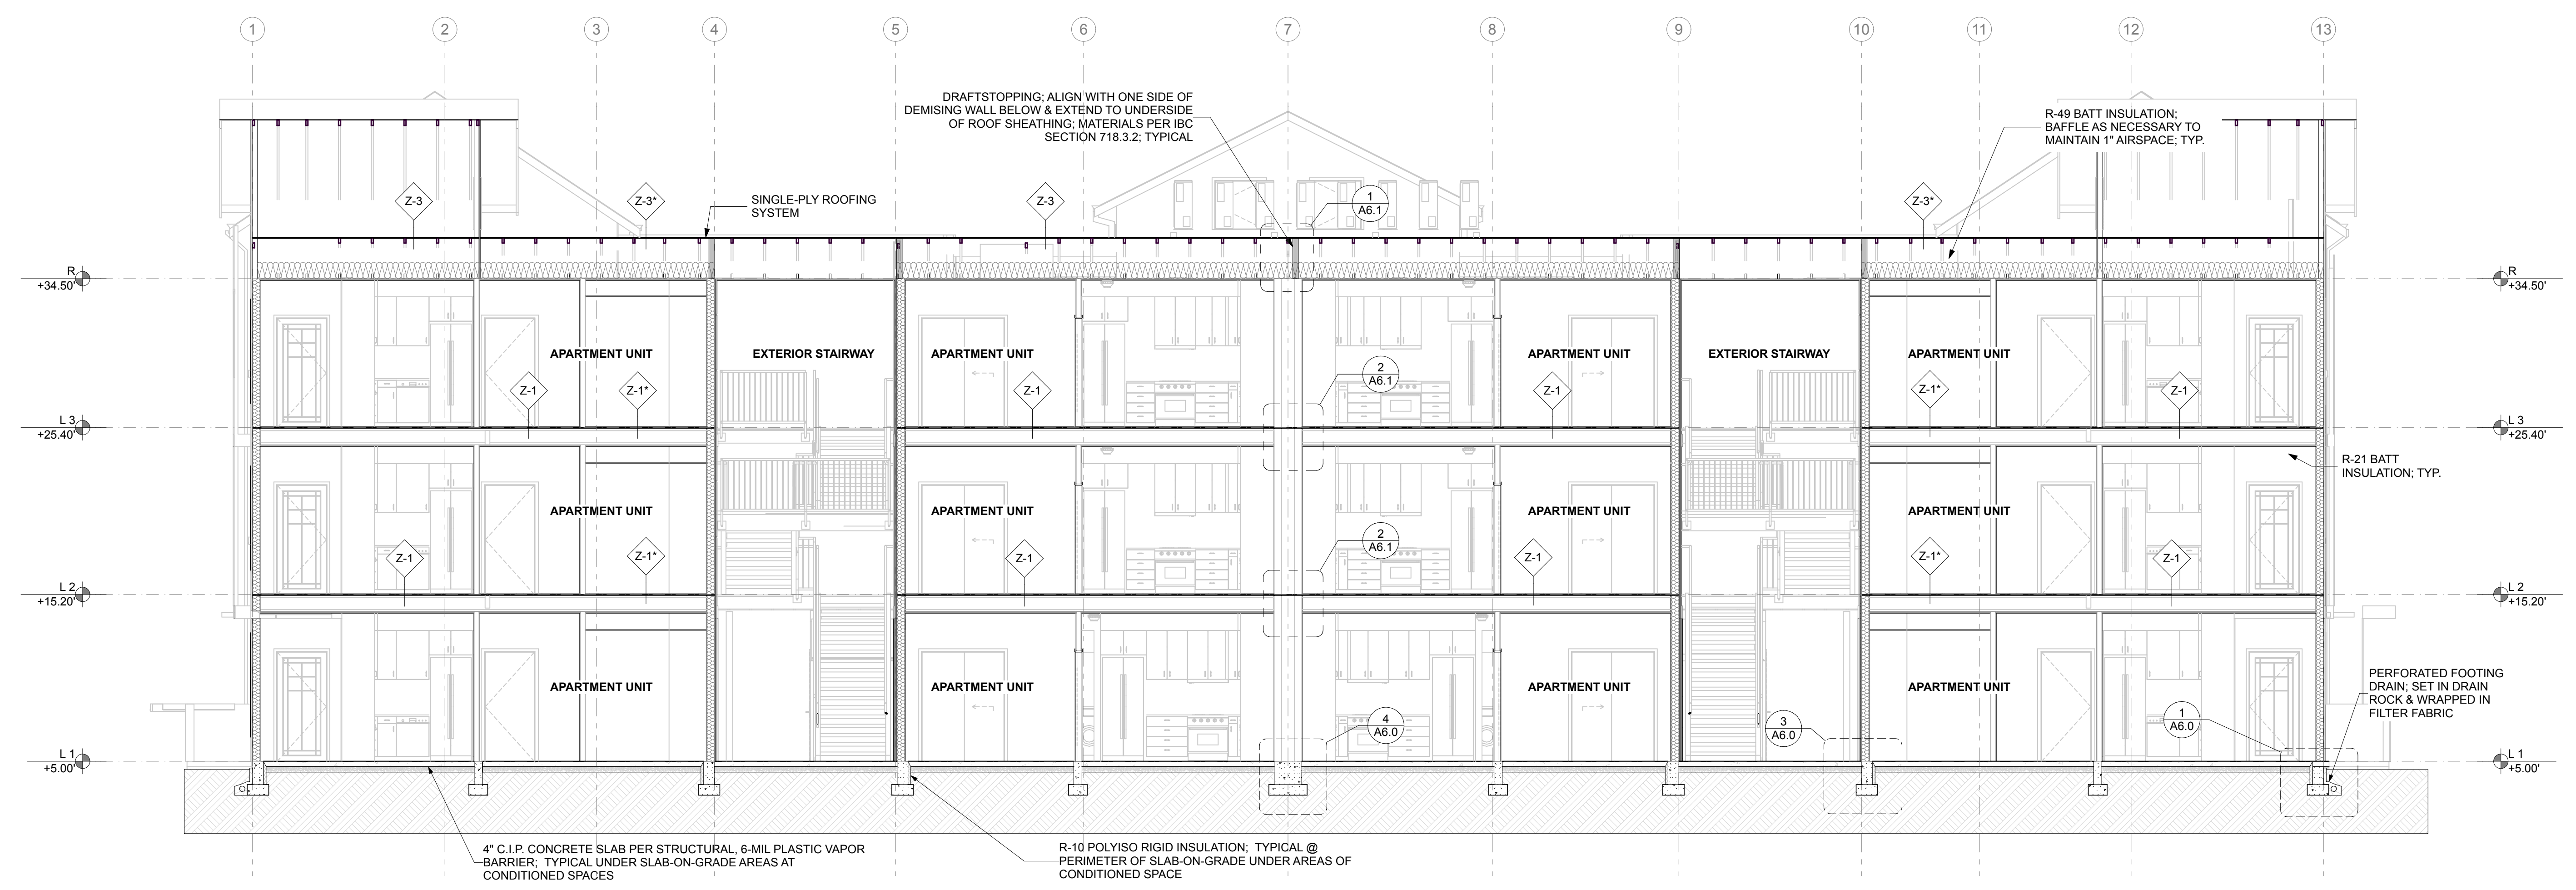 1 2 3 4 5 6 7 8 9 10 11 12 13
DRAFTSTOPPING; ALIGN WITH ONE SIDE OF
DEMISING WALL BELOW & EXTEND TO UNDERSIDE
OF ROOF SHEATHING; MATERIALS PER IBC
SECTION 718.3.2; TYPICAL
R-49 BATT INSULATION;
BAFFLE AS NECESSARY TO
MAINTAIN 1" AIRSPACE; TYP.
SINGLE-PLY ROOFING
SYSTEM
Z-3
Z-3*
Z-3
1
A6.1
Z-3*
R
+34.50'
R
+34.50'
APARTMENT UNIT
EXTERIOR STAIRWAY
APARTMENT UNIT
APARTMENT UNIT
EXTERIOR STAIRWAY
APARTMENT UNIT
2
A6.1
Z-1
Z-1*
Z-1
Z-1
Z-1*
Z-1
L 3
+25.40'
L 3
+25.40'
R-21 BATT
INSULATION; TYP.
APARTMENT UNIT
APARTMENT UNIT
APARTMENT UNIT
APARTMENT UNIT
2
A6.1
Z-1
Z-1*
Z-1
Z-1
Z-1*
Z-1
L 2
+15.20'
L 2
+15.20'
APARTMENT UNIT
APARTMENT UNIT
APARTMENT UNIT
APARTMENT UNIT
PERFORATED FOOTING
DRAIN; SET IN DRAIN
ROCK & WRAPPED IN
FILTER FABRIC
4
A6.0
3
A6.0
1
A6.0
L 1
+5.00'
L 1
+5.00'
4" C.I.P. CONCRETE SLAB PER STRUCTURAL, 6-MIL PLASTIC VAPOR
BARRIER; TYPICAL UNDER SLAB-ON-GRADE AREAS AT
CONDITIONED SPACES
R-10 POLYISO RIGID INSULATION; TYPICAL @
PERIMETER OF SLAB-ON-GRADE UNDER AREAS OF
CONDITIONED SPACE